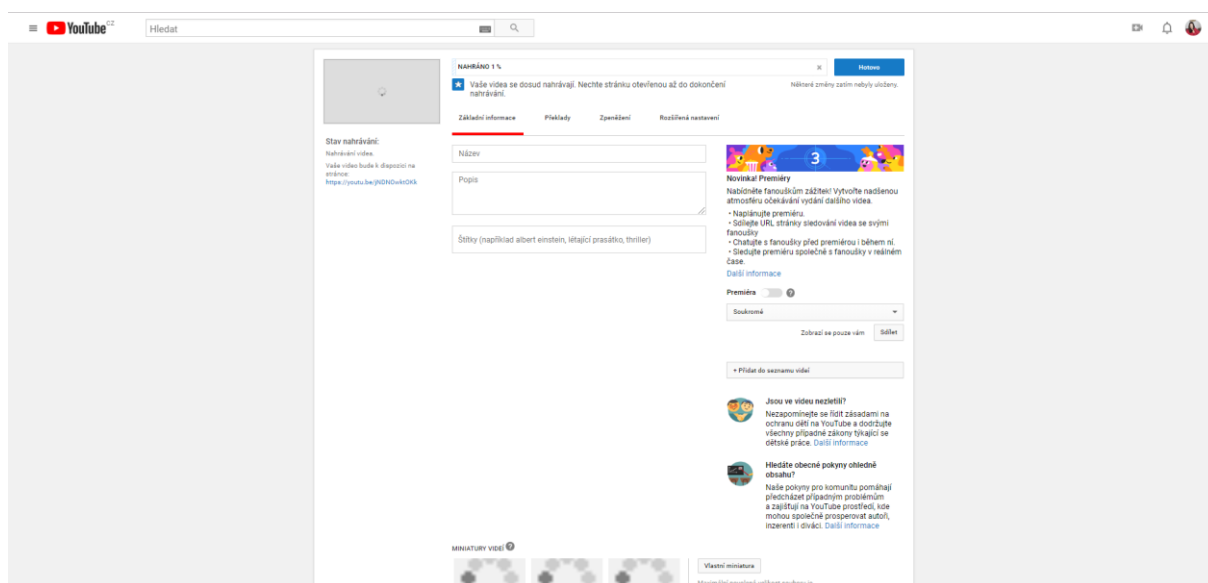 YouTube CZ
Hledat
NAHRÁNO 1 %
Hotovo
Vaše videa se dosud nahrávají. Nechte stránku otevřenou až do dokončení
nahrávání.
Některé změny zatím nebyly uloženy.
Základní informace
Překlady
Zpeněžení
Rozšířená nastavení
Stav nahrávání:
Nahrávání videa.
Vaše video bude k dispozici na
stránce:
Název
Popis
Štítky (například albert einstein, létající prasátko, thriller)
3
Novinka! Premiéry
Nabídněte fanouškům zážitek! Vytvořte nadšenou
atmosféru očekávání vydání dalšího videa.
• Naplánujte premiéru.
• Sdílejte URL stránky sledování videa se svými
fanoušky
• Chatujte s fanoušky před premiérou i během ní.
• Sledujte premiéru společně s fanoušky v reálném
čase.
Další informace
Premiéra
Soukromé
Zobrazí se pouze vám
Sdílet
+ Přidat do seznamu videí
Jsou ve videu nezletilí?
Nezapomínejte se řídit zásadami na
ochranu dětí na YouTube a dodržujte
všechny případné zákony týkající se
dětské práce. Další informace
Hledáte obecné pokyny ohledně
obsahu?
Naše pokyny pro komunitu pomáhají
předcházet případným problémům
a zajišťují na YouTube prostředí, kde
mohou společně prosperovat autoři,
inzerenti i diváci. Další informace
MINIATURY VIDEÍ
Vlastní miniatura